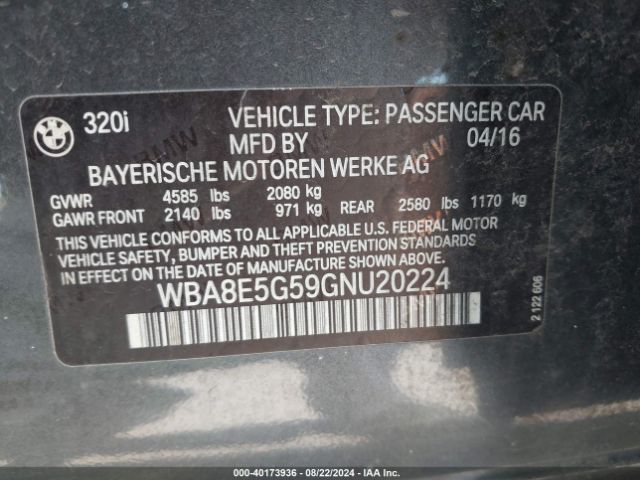 BMW
320i VEHICLE TYPE: PASSENGER CAR
MFD BY 04/16
BAYERISCHE MOTOREN WERKE AG
GVWR 4585 lbs 2080 kg
GAWR FRONT 2140 lbs 971 kg REAR 2580 lbs 1170 kg
THIS VEHICLE CONFORMS TO ALL APPLICABLE U.S. FEDERAL MOTOR
VEHICLE SAFETY, BUMPER AND THEFT PREVENTION STANDARDS
IN EFFECT ON THE DATE OF MANUFACTURE SHOWN ABOVE.
WBA8E5G59GNU20224
2 122 606
000-40173936 - 08/22/2024 - IAA Inc.